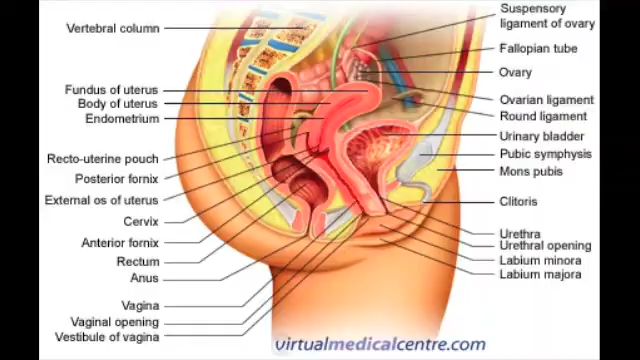 Vertebral column
Fundus of uterus
Body of uterus
Endometrium
Recto-uterine pouch
Posterior fornix
External os of uterus
Cervix
Anterior fornix
Rectum
Anus
Vagina
Vaginal opening
Vestibule of vagina
Suspensory
ligament of ovary
Fallopian tube
Ovary
Ovarian ligament
Round ligament
Urinary bladder
Pubic symphysis
Mons pubis
Clitoris
Urethra
Urethral opening
Labium minora
Labium majora
virtualmedicalcentre.com